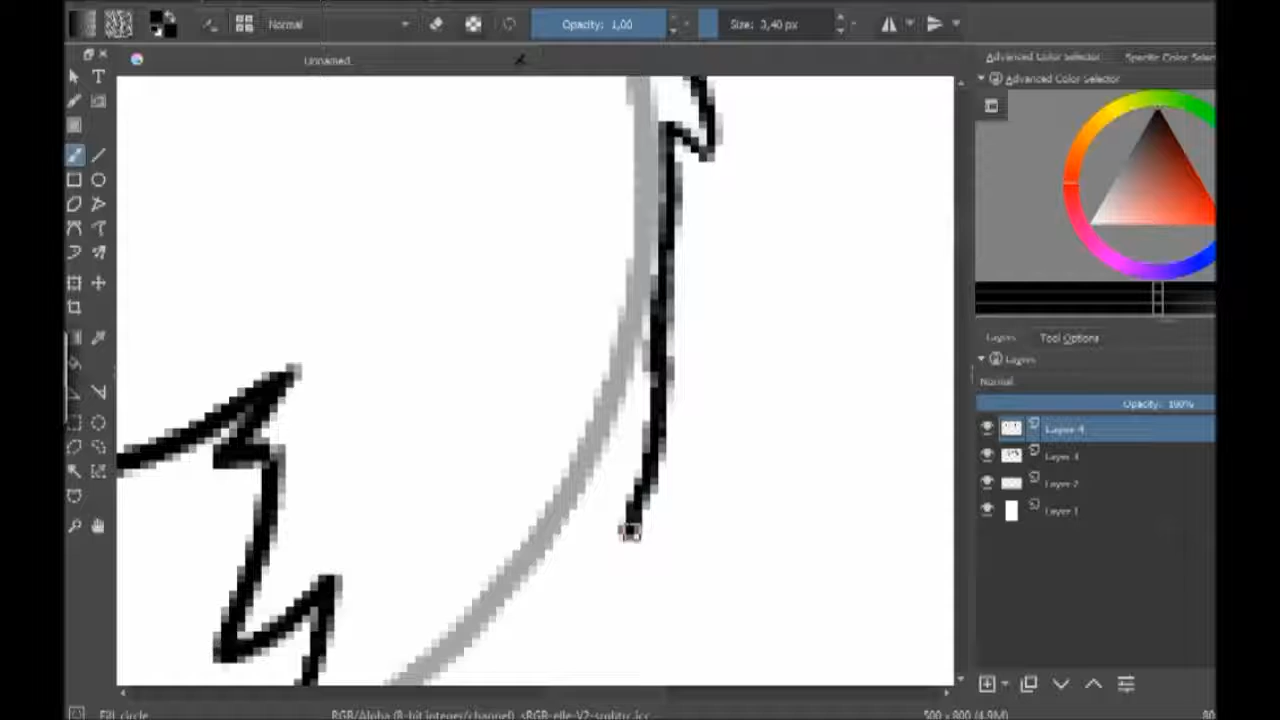 Normal
Opacity: 1,00
Size: 3,40 px
Unnamed
Advanced Color Selector
Specific Color Selec
Advanced Color Selector
Layers
Tool Options
Layers
Normal
Opacity: 100%
Layer 4
Layer 3
Layer 2
Layer 1
Fill circle
RGB/Alpha (8-bit integer/channel) sRGB-elle-V2-srgbtrc.icc
500 x 800 (4,9M)
80